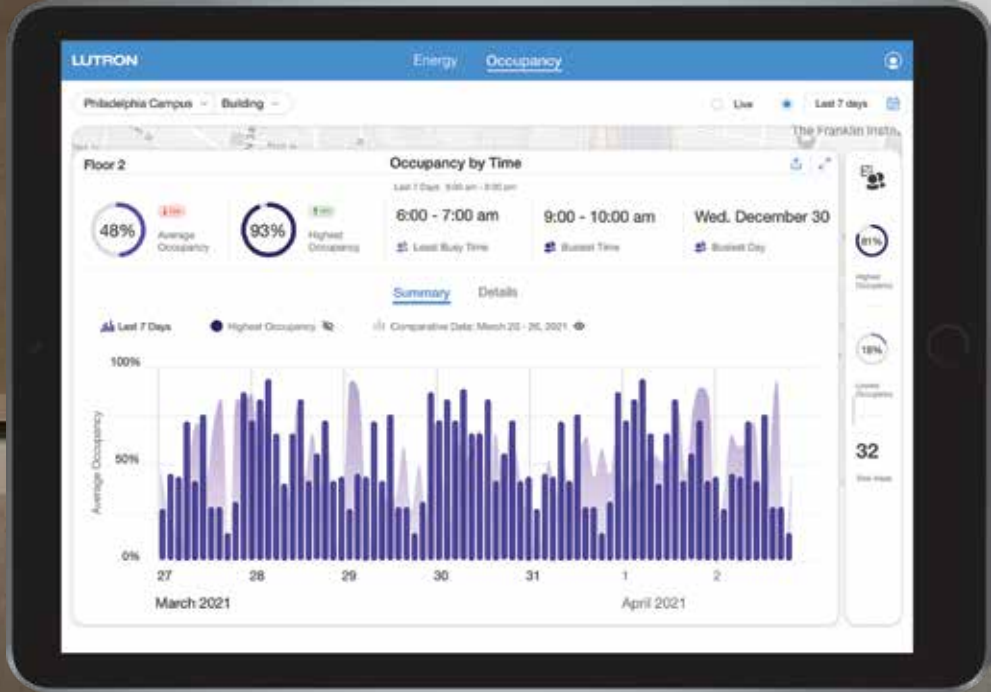 LUTRON
Energy Occupancy
Philadelphia Campus Building
Live Last 7 days
The Franklin Insti
Floor 2
Occupancy by Time
Last 7 Days
48%
Average
Occupancy
93%
Highest
Occupancy
6:00 - 7:00 am
Least Busy Time
9:00 - 10:00 am
Busiest Time
Wed. December 30
Busiest Day
Summary Details
Last 7 Days Highest Occupancy Comparative Data: March 20 - 26, 2021
100%
50%
0%
Average Occupancy
27 28 29 30 31 1 2
March 2021 April 2021
81%
Highest
Occupancy
18%
Occupancy
32